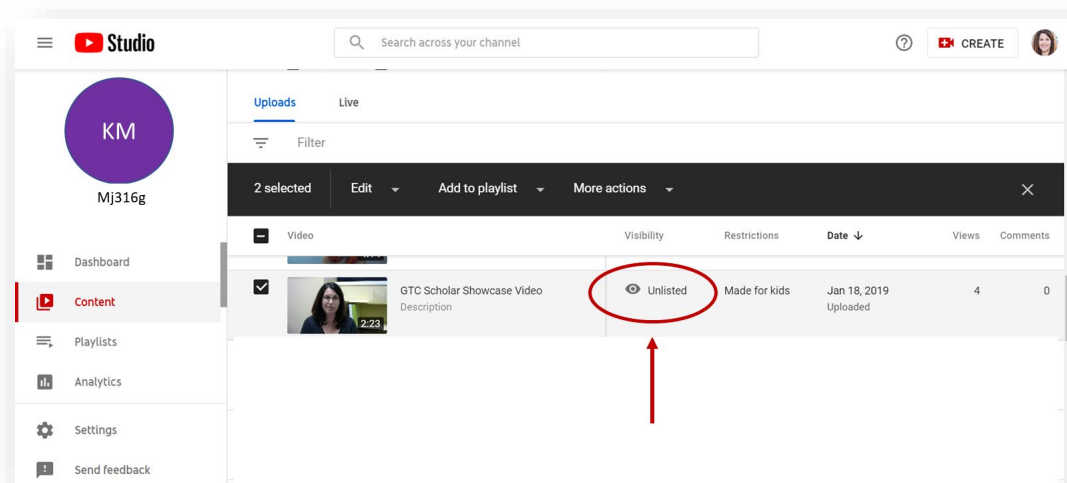 Studio
Search across your channel
CREATE
KM
Mj316g
Uploads Live
Filter
2 selected Edit Add to playlist More actions
Video Visibility Restrictions Date Views Comments
GTC Scholar Showcase Video Unlisted Made for kids Jan 18, 2019 4 0
Description Uploaded
2:23
Dashboard
Content
Playlists
Analytics
Settings
Send feedback